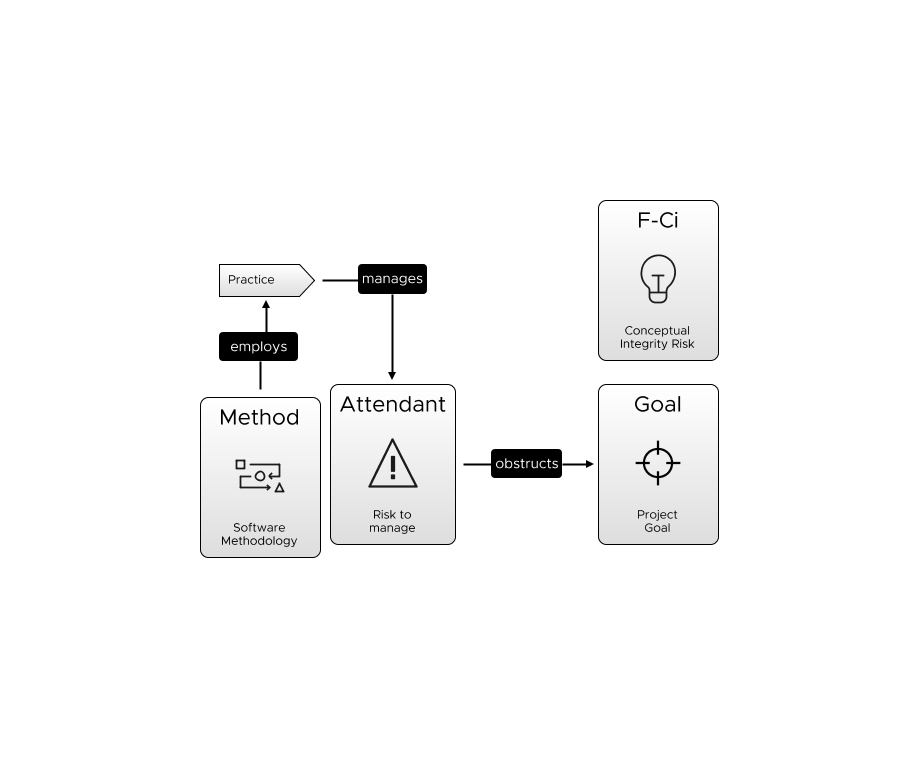 F-Ci
Conceptual
Integrity Risk
Practice
manages
employs
Method
Software
Methodology
Attendant
Risk to
manage
obstructs
Goal
Project
Goal